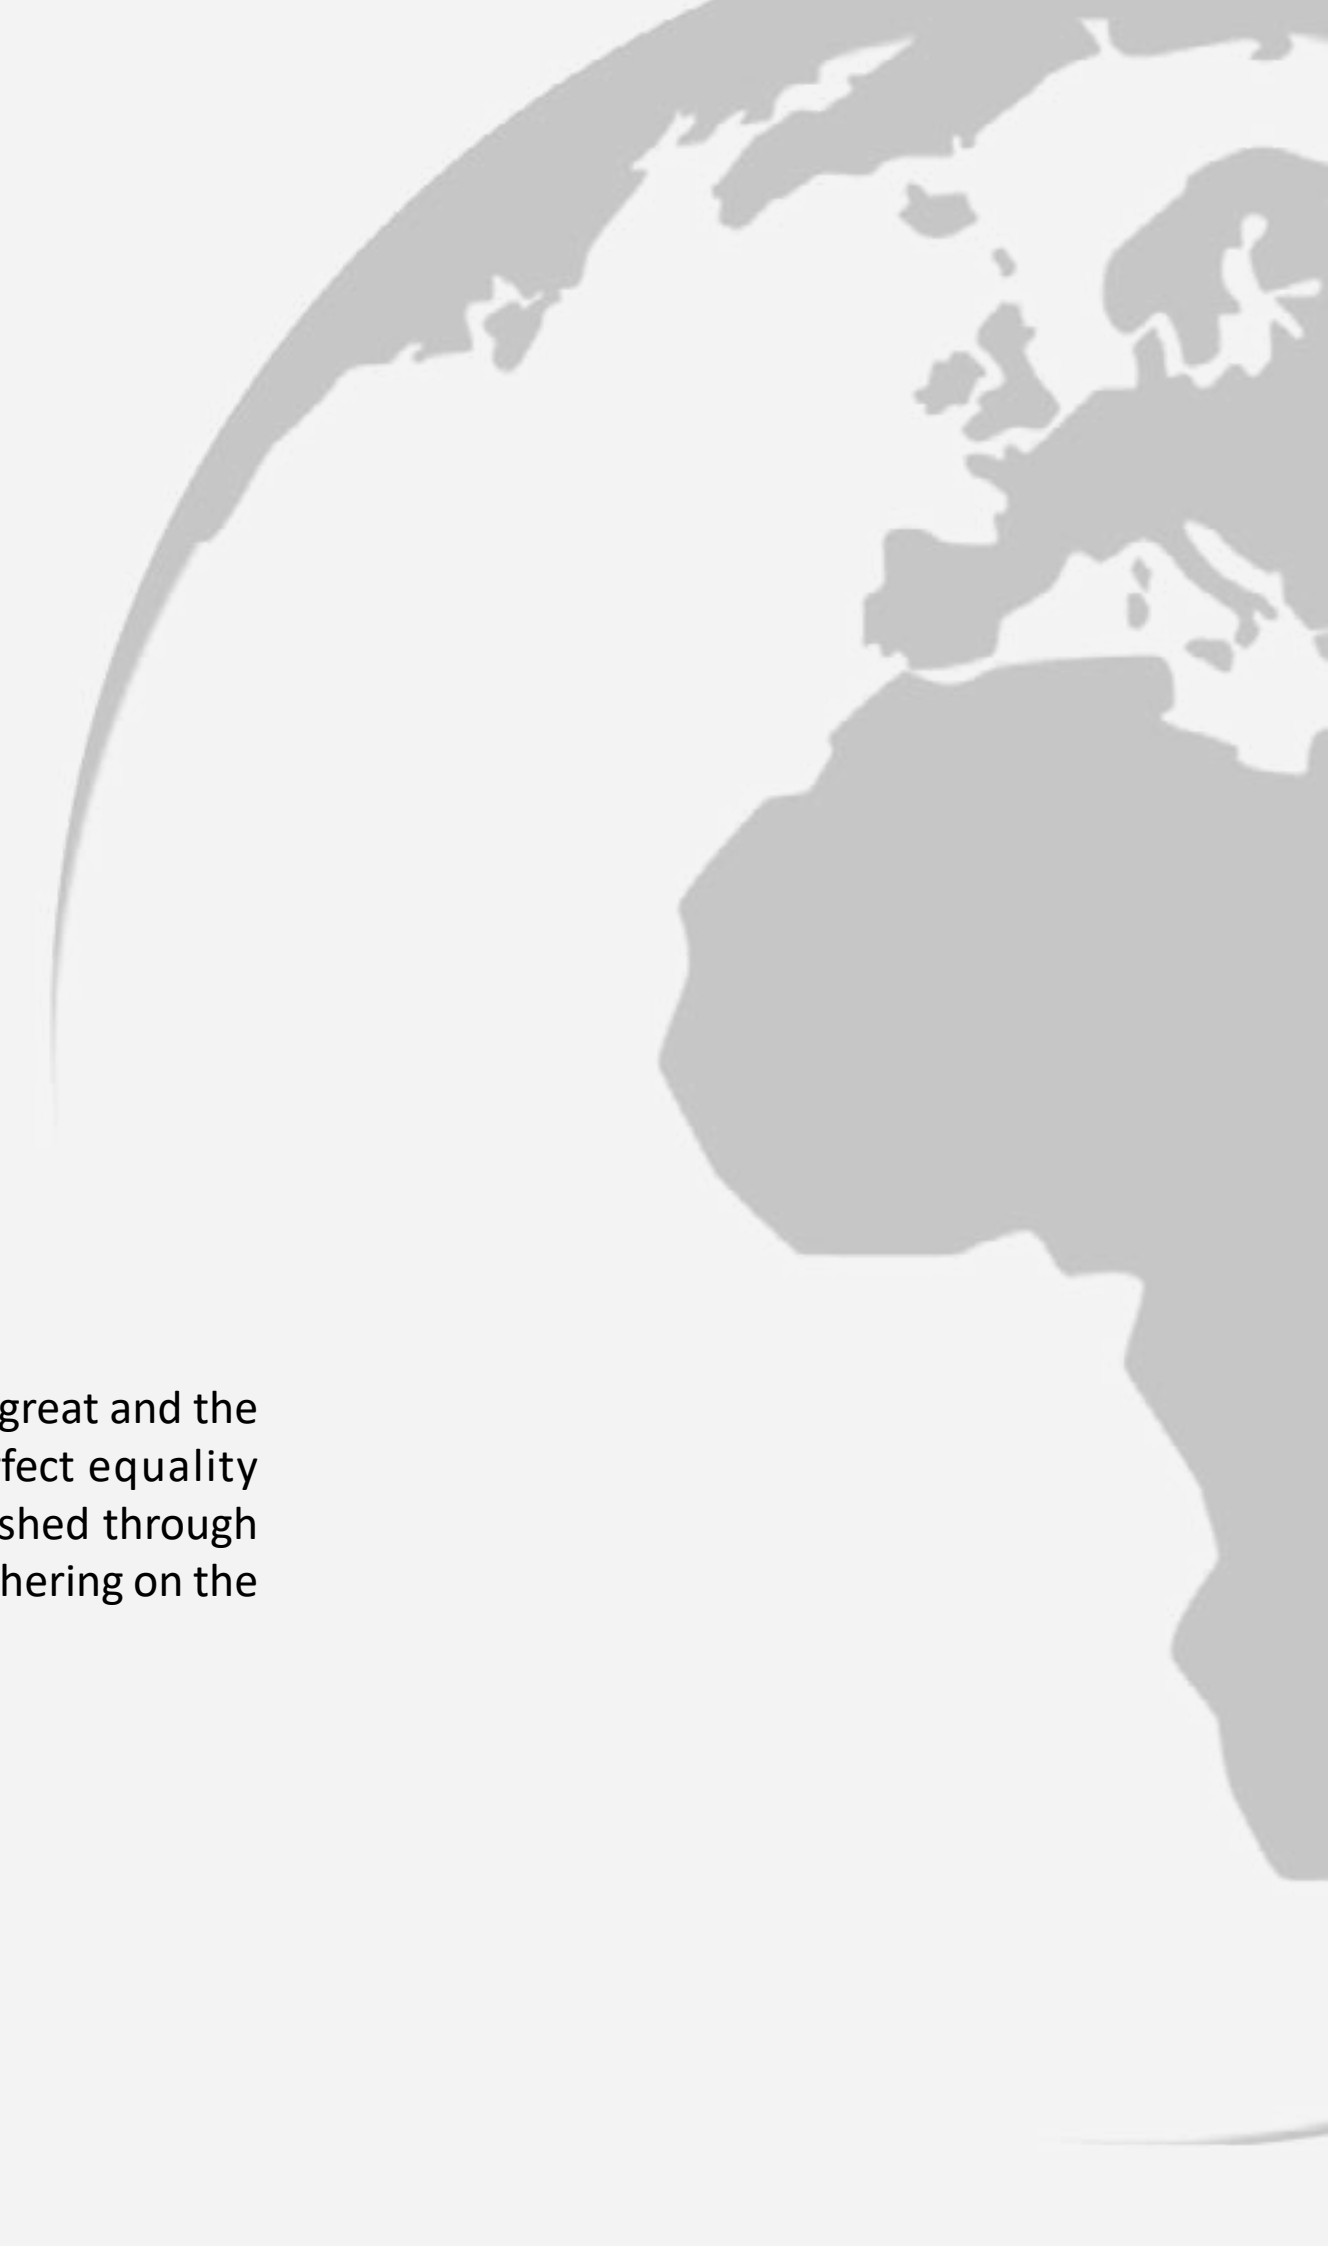 great and the
fect equality
shed through
hering on the